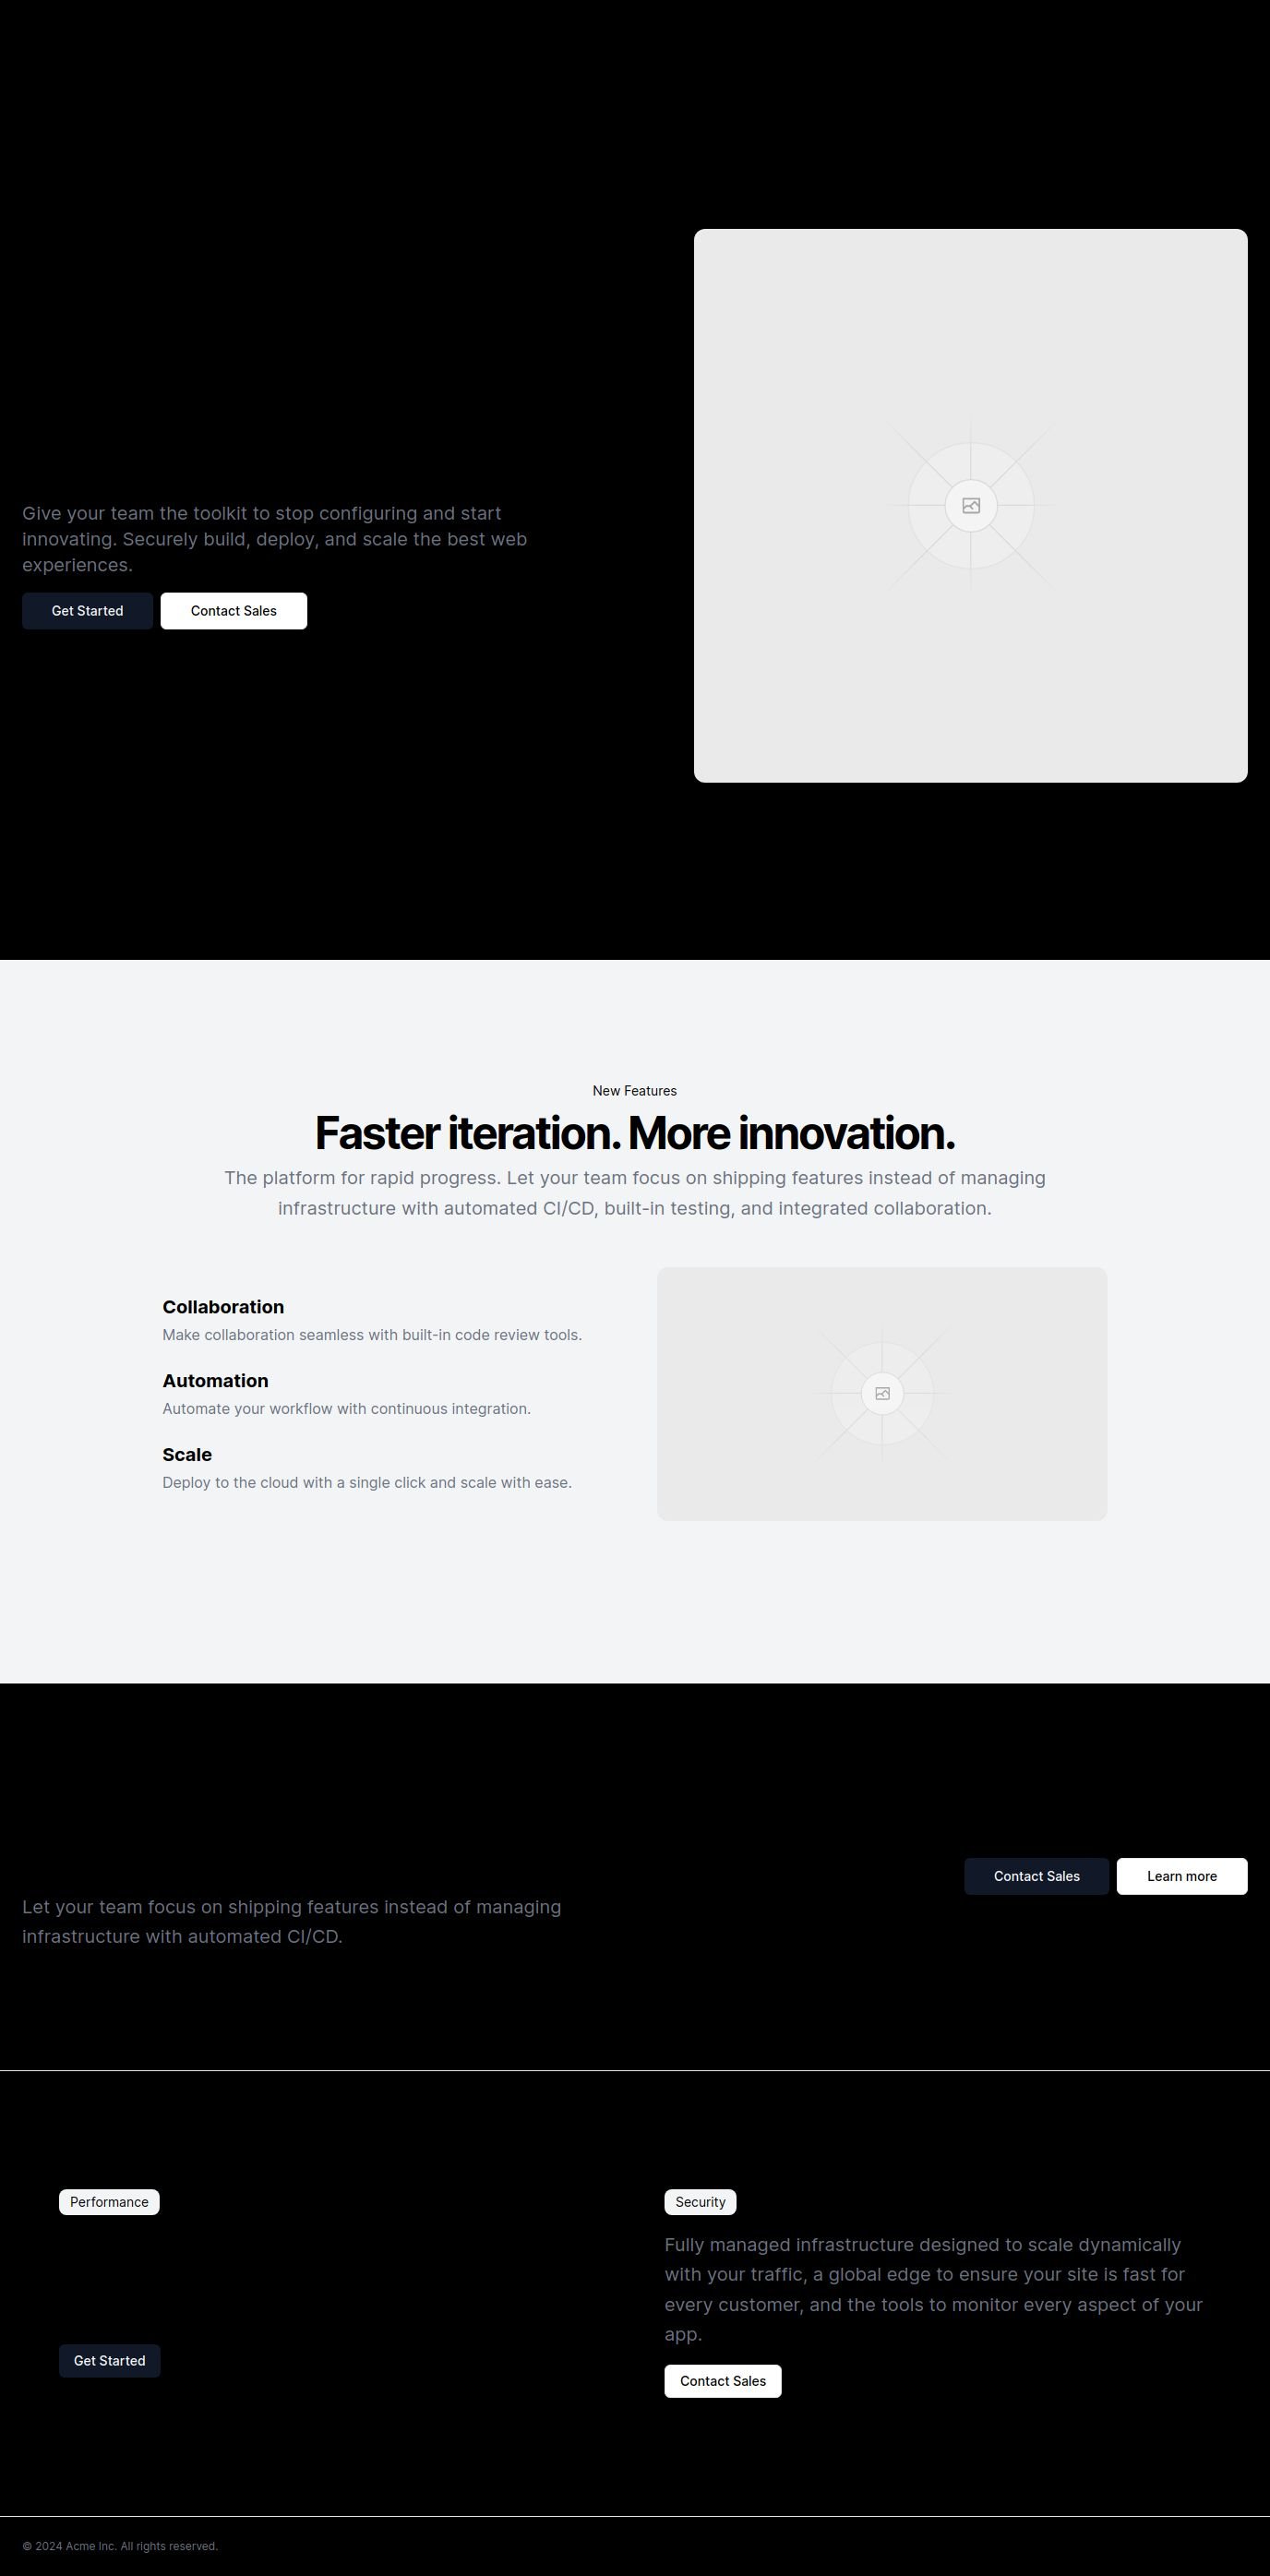 Give your team the toolkit to stop configuring and start
innovating. Securely build, deploy, and scale the best web
experiences.
Get Started
Contact Sales
New Features
Faster iteration. More innovation.
The platform for rapid progress. Let your team focus on shipping features instead of managing
infrastructure with automated CI/CD, built-in testing, and integrated collaboration.
Collaboration
Make collaboration seamless with built-in code review tools.
Automation
Automate your workflow with continuous integration.
Scale
Deploy to the cloud with a single click and scale with ease.
Contact Sales
Learn more
Let your team focus on shipping features instead of managing
infrastructure with automated CI/CD.
Performance
Get Started
Security
Fully managed infrastructure designed to scale dynamically
with your traffic, a global edge to ensure your site is fast for
every customer, and the tools to monitor every aspect of your
app.
Contact Sales
© 2024 Acme Inc. All rights reserved.